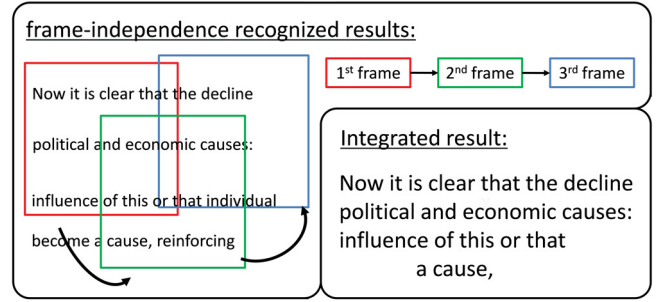 frame-independence recognized results:
1st frame
2nd frame
3rd frame
Now it is clear that the decline
political and economic causes:
influence of this or that individual
become a cause, reinforcing
Integrated result:
Now it is clear that the decline
political and economic causes:
influence of this or that
a cause,